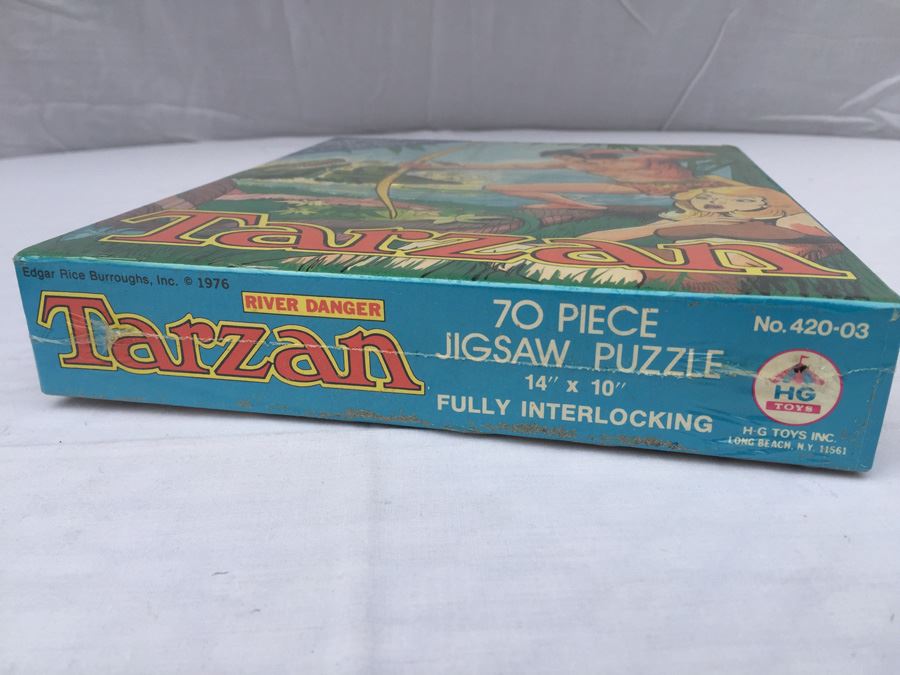 Tarzan
Edgar Rice Burroughs, Inc. © 1976
RIVER DANGER
Tarzan
70 PIECE
JIGSAW PUZZLE
14" x 10"
FULLY INTERLOCKING
No. 420-03
HG
TOYS
H-G TOYS INC.
LONG BEACH, N.Y. 11561